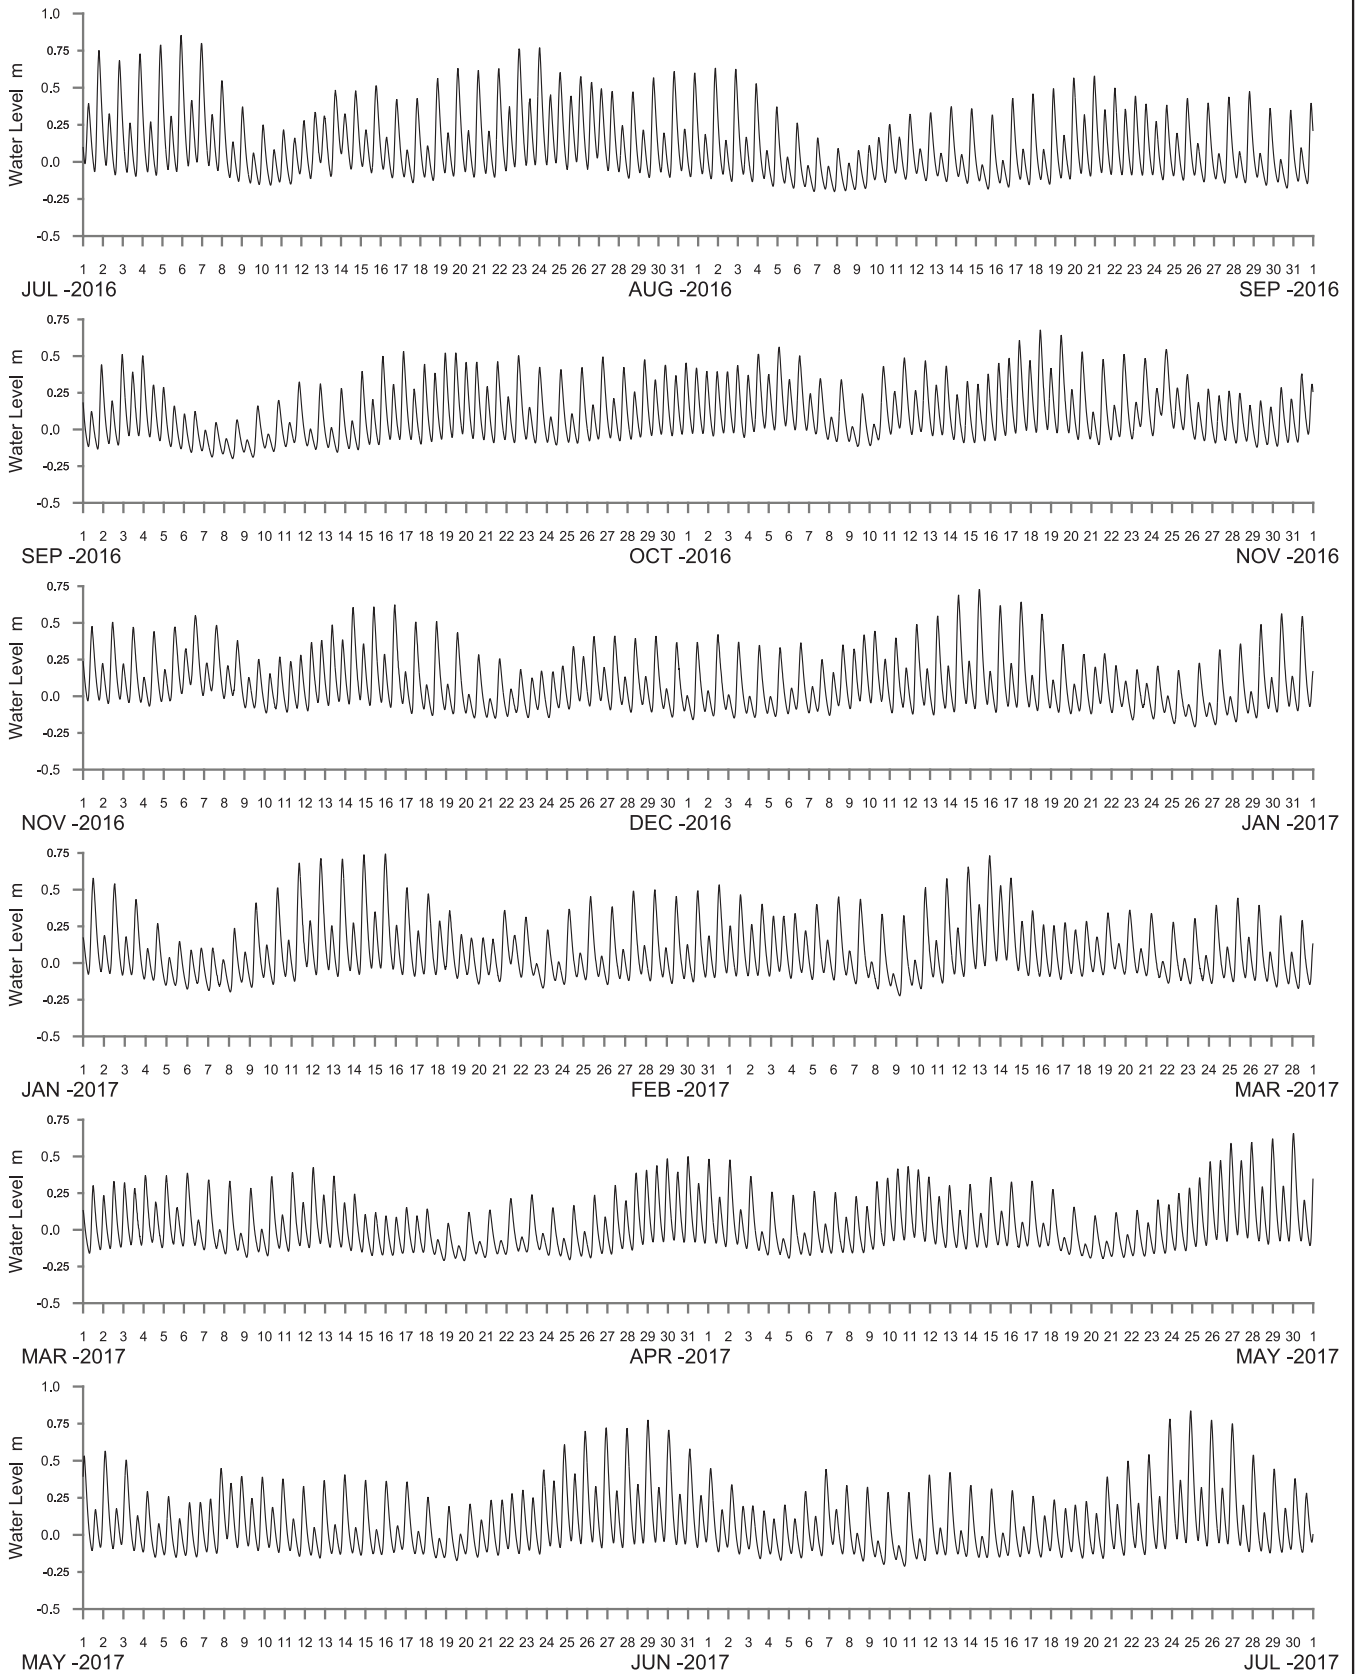 1.0
0.75
0.5
0.25
0.0
-0.25
-0.5
Water Level m
1 2 3 4 5 6 7 8 9 10 11 12 13 14 15 16 17 18 19 20 21 22 23 24 25 26 27 28 29 30 31 1 2 3 4 5 6 7 8 9 10 11 12 13 14 15 16 17 18 19 20 21 22 23 24 25 26 27 28 29 30 31 1
JUL -2016 AUG -2016 SEP -2016
0.75
0.5
0.25
0.0
-0.25
-0.5
Water Level m
1 2 3 4 5 6 7 8 9 10 11 12 13 14 15 16 17 18 19 20 21 22 23 24 25 26 27 28 29 30 1 2 3 4 5 6 7 8 9 10 11 12 13 14 15 16 17 18 19 20 21 22 23 24 25 26 27 28 29 30 31 1
SEP -2016 OCT -2016 NOV -2016
0.75
0.5
0.25
0.0
-0.25
-0.5
Water Level m
1 2 3 4 5 6 7 8 9 10 11 12 13 14 15 16 17 18 19 20 21 22 23 24 25 26 27 28 29 30 1 2 3 4 5 6 7 8 9 10 11 12 13 14 15 16 17 18 19 20 21 22 23 24 25 26 27 28 29 30 31 1
NOV -2016 DEC -2016 JAN -2017
0.75
0.5
0.25
0.0
-0.25
-0.5
Water Level m
1 2 3 4 5 6 7 8 9 10 11 12 13 14 15 16 17 18 19 20 21 22 23 24 25 26 27 28 29 30 31 1 2 3 4 5 6 7 8 9 10 11 12 13 14 15 16 17 18 19 20 21 22 23 24 25 26 27 28 1
JAN -2017 FEB -2017 MAR -2017
0.75
0.5
0.25
0.0
-0.25
-0.5
Water Level m
1 2 3 4 5 6 7 8 9 10 11 12 13 14 15 16 17 18 19 20 21 22 23 24 25 26 27 28 29 30 31 1 2 3 4 5 6 7 8 9 10 11 12 13 14 15 16 17 18 19 20 21 22 23 24 25 26 27 28 29 30 1
MAR -2017 APR -2017 MAY -2017
1.0
0.75
0.5
0.25
0.0
-0.25
-0.5
Water Level m
1 2 3 4 5 6 7 8 9 10 11 12 13 14 15 16 17 18 19 20 21 22 23 24 25 26 27 28 29 30 31 1 2 3 4 5 6 7 8 9 10 11 12 13 14 15 16 17 18 19 20 21 22 23 24 25 26 27 28 29 30 1
MAY -2017 JUN -2017 JUL -2017